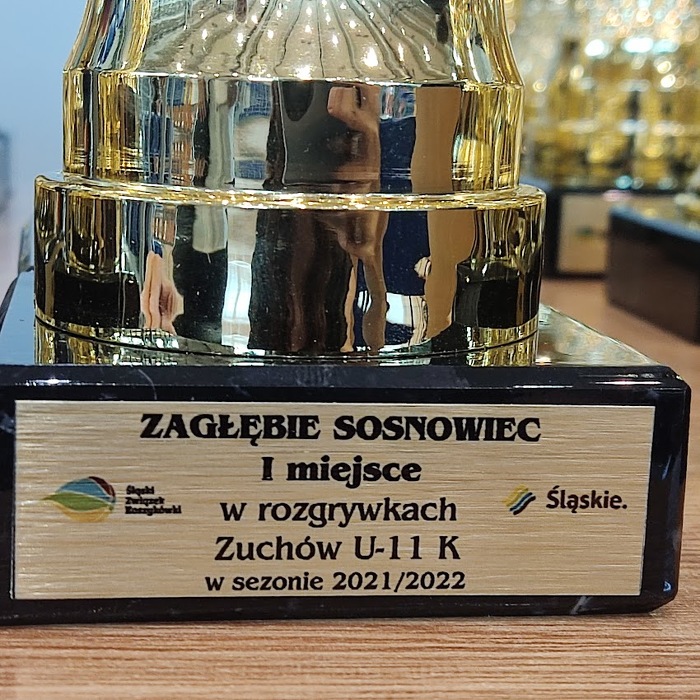 ZAGŁĘBIE SOSNOWIEC
I miejsce
w rozgrywkach
Zuchów U-11 K
w sezonie 2021/2022
Śląski
Związek
Koszykówki
Śląskie.